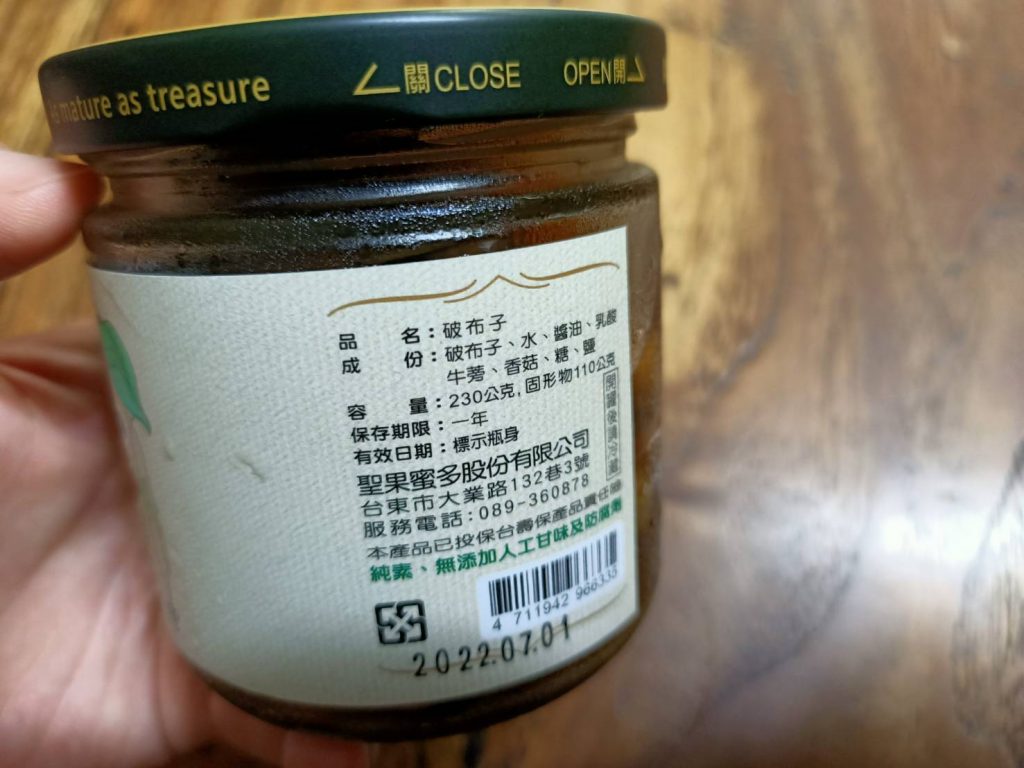 mature as treasure
關 CLOSE
OPEN 開
品名：破布子
成份：破布子、水、醬油、乳酸
牛蒡、香菇、糖、鹽
容量：230公克, 固形物110公克
保存期限：一年
有效日期：標示瓶身
聖果蜜多股份有限公司
台東市大業路132巷3號
服務電話：089-360878
本產品已投保台壽保產品責任險
純素、無添加人工甘味及防腐劑
開罐後請冷藏
4 711942 966335
2022.07.01